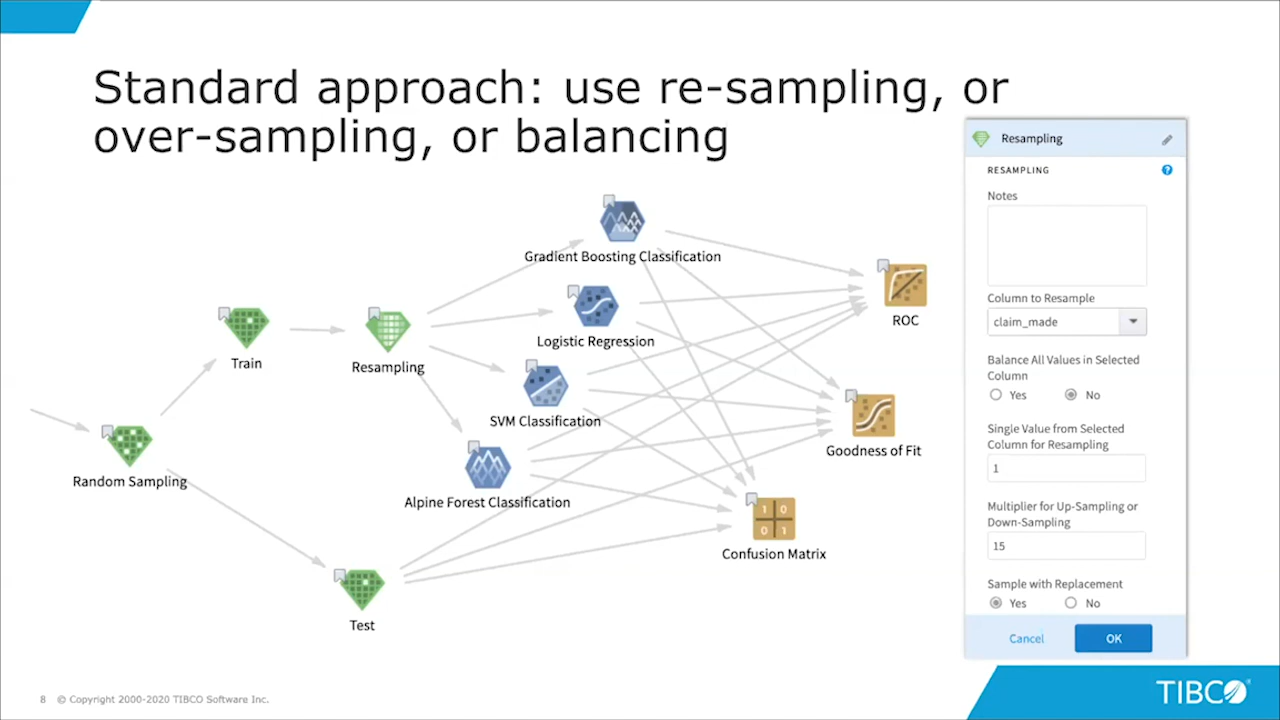 Standard approach: use re-sampling, or
over-sampling, or balancing
Gradient Boosting Classification
Logistic Regression
SVM Classification
Alpine Forest Classification
Train
Resampling
Random Sampling
Test
ROC
Goodness of Fit
1 0
0 1
Confusion Matrix
Resampling
RESAMPLING
?
Notes
Column to Resample
claim_made
Balance All Values in Selected
Column
Yes No
Single Value from Selected
Column for Resampling
1
Multiplier for Up-Sampling or
Down-Sampling
15
Sample with Replacement
Yes No
Cancel OK
8 © Copyright 2000-2020 TIBCO Software Inc.
TIBCO®